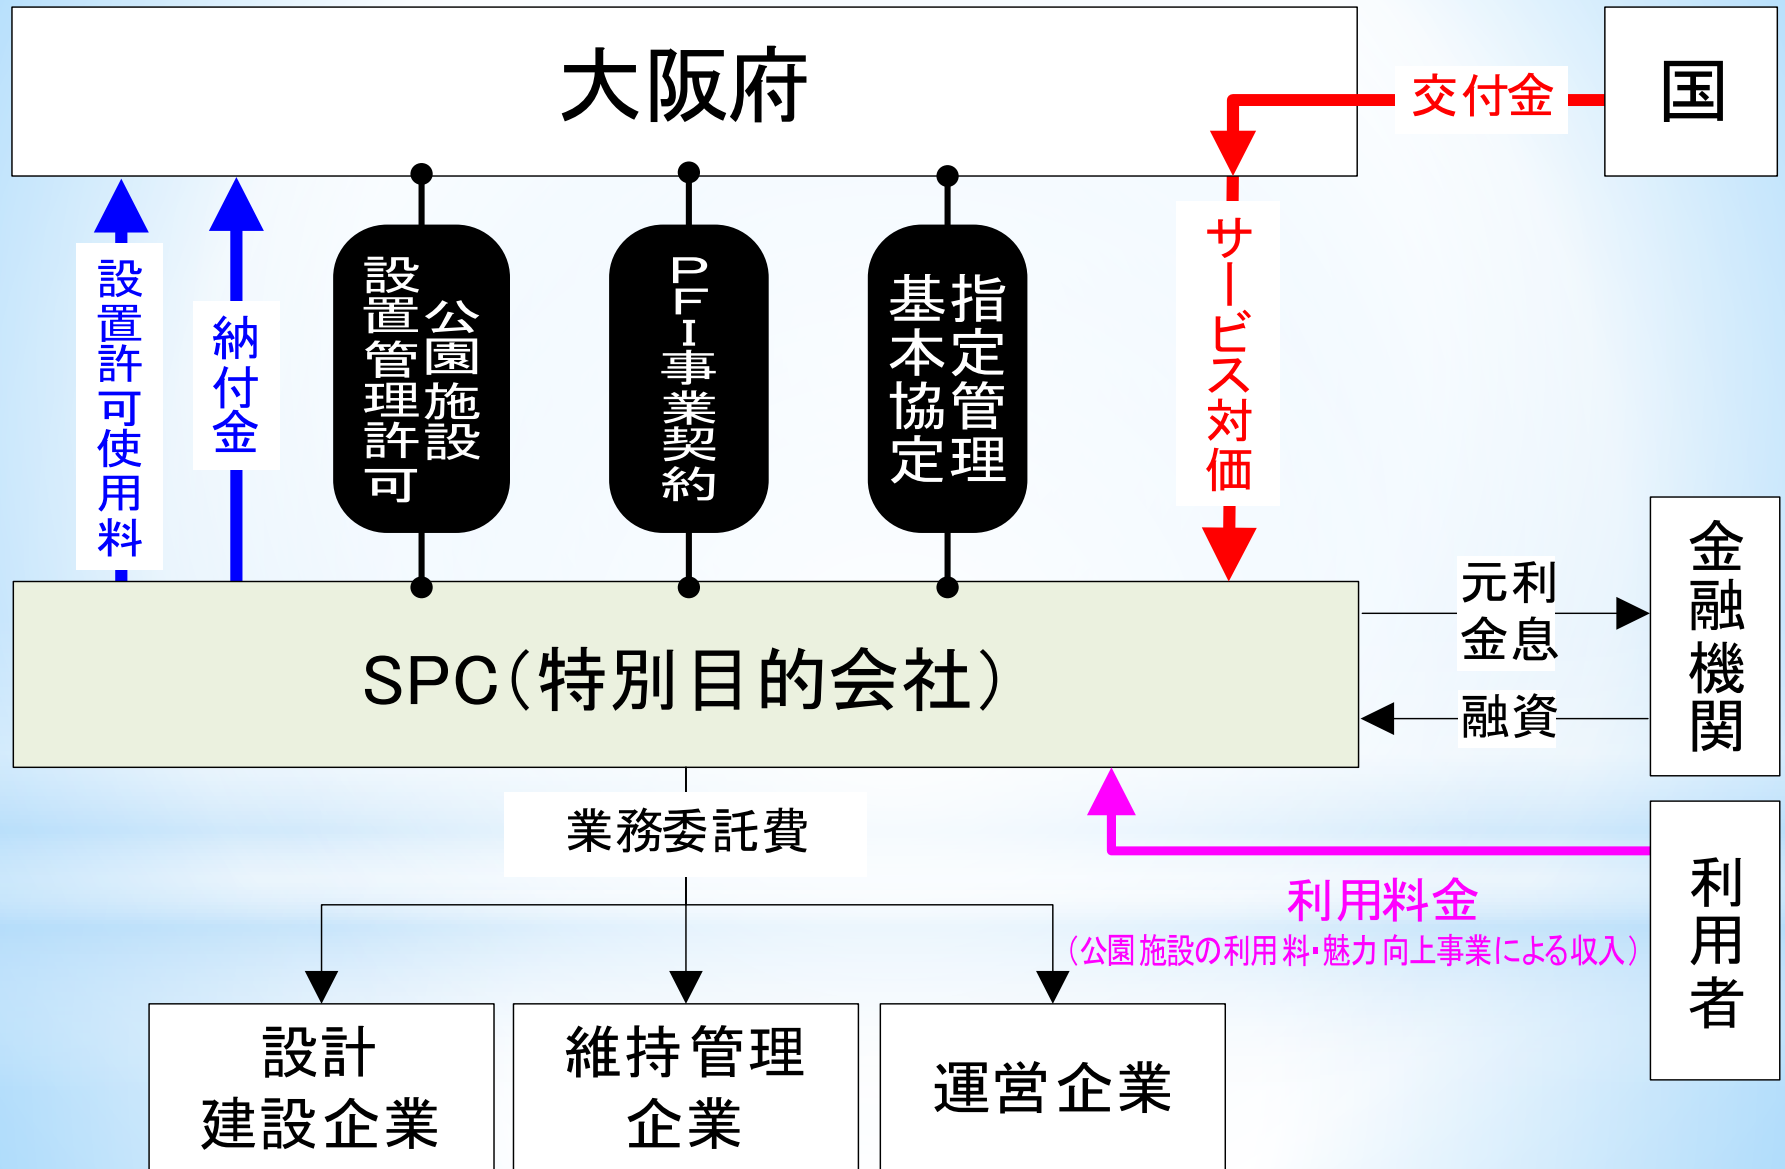 大阪府
交付金
国
設置許可使用料
納付金
公園施設
設置管理許可
PFI事業契約
指定管理
基本協定
サービス対価
SPC(特別目的会社)
元利
金息
融資
金融機関
業務委託費
利用料金
(公園施設の利用料・魅力向上事業による収入)
利用者
設計
建設企業
維持管理
企業
運営企業